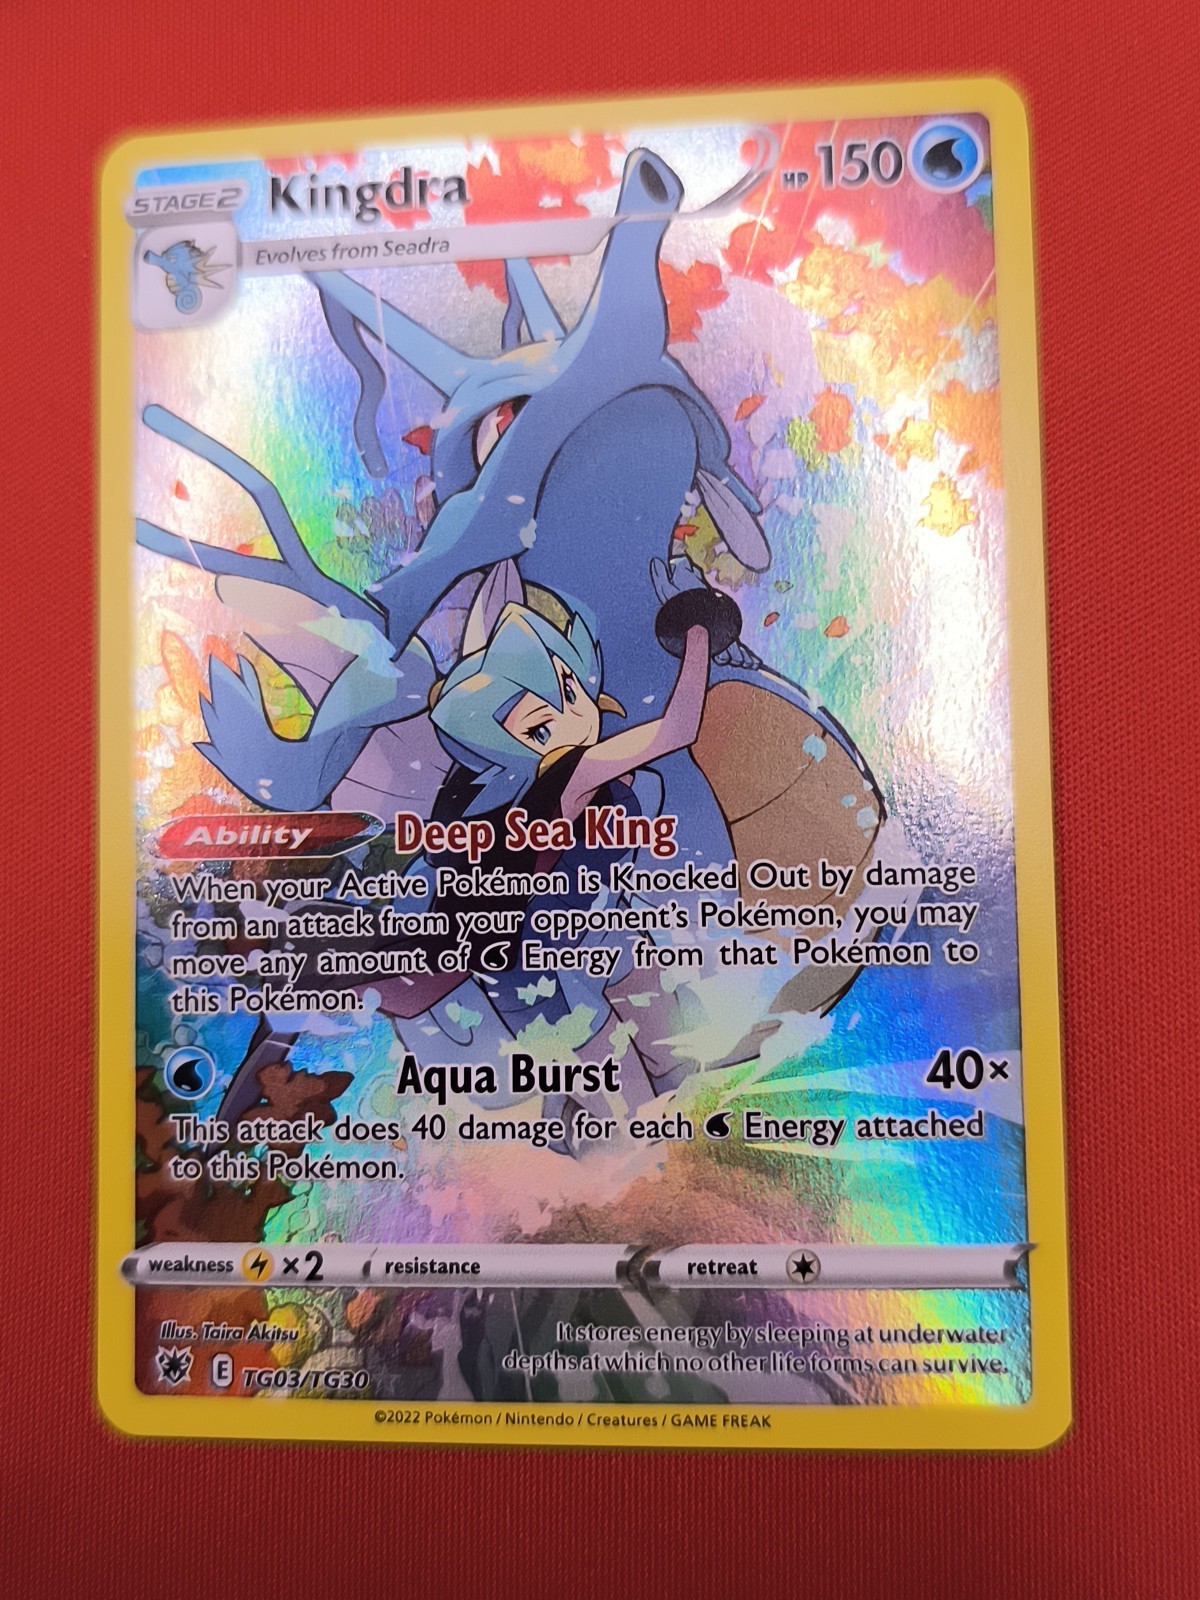 STAGE 2 Kingdra HP 150
Evolves from Seadra
Ability Deep Sea King
When your Active Pokémon is Knocked Out by damage
from an attack from your opponent's Pokémon, you may
move any amount of Energy from that Pokémon to
this Pokémon.
Aqua Burst 40×
This attack does 40 damage for each Energy attached
to this Pokémon.
weakness ×2 resistance retreat
Illus. Taira Akitsu
It stores energy by sleeping at underwater
depths at which no other life forms can survive.
E TG03/TG30
©2022 Pokémon / Nintendo / Creatures / GAME FREAK